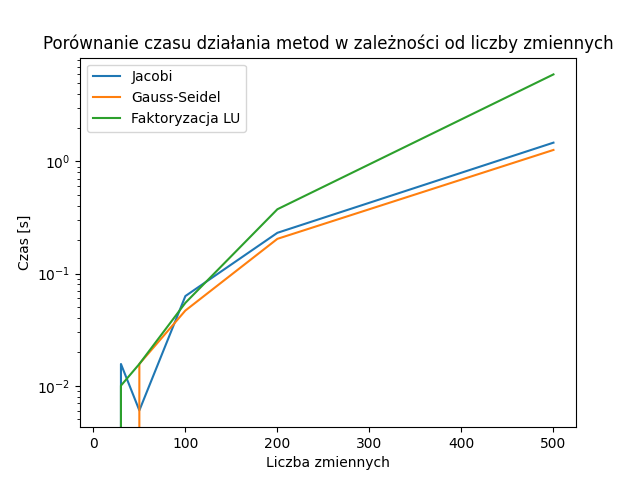 Porównanie czasu działania metod w zależności od liczby zmiennych
Jacobi
Gauss-Seidel
Faktoryzacja LU
Czas [s]
10⁰
10⁻¹
10⁻²
0 100 200 300 400 500
Liczba zmiennych